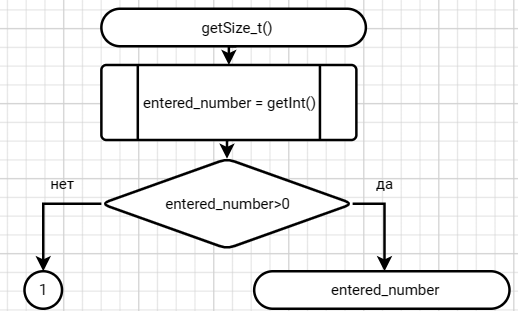 getSize_t()
entered_number = getInt()
нет
да
entered_number>0
1
entered_number